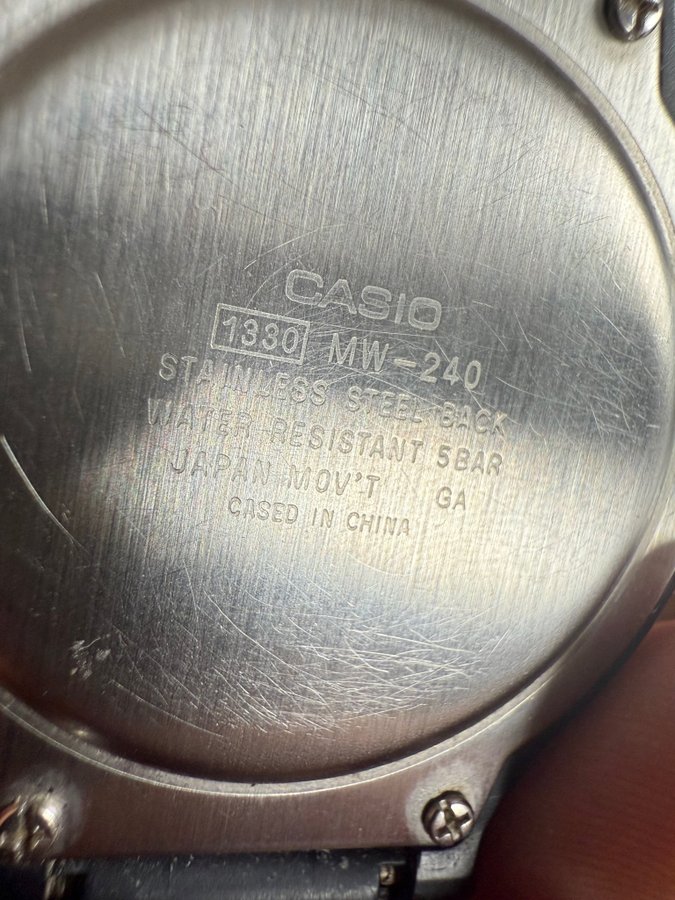 CASIO
1330 MW-240
STAINLESS STEEL BACK
WATER RESISTANT 5BAR
JAPAN MOV'T GA
CASED IN CHINA